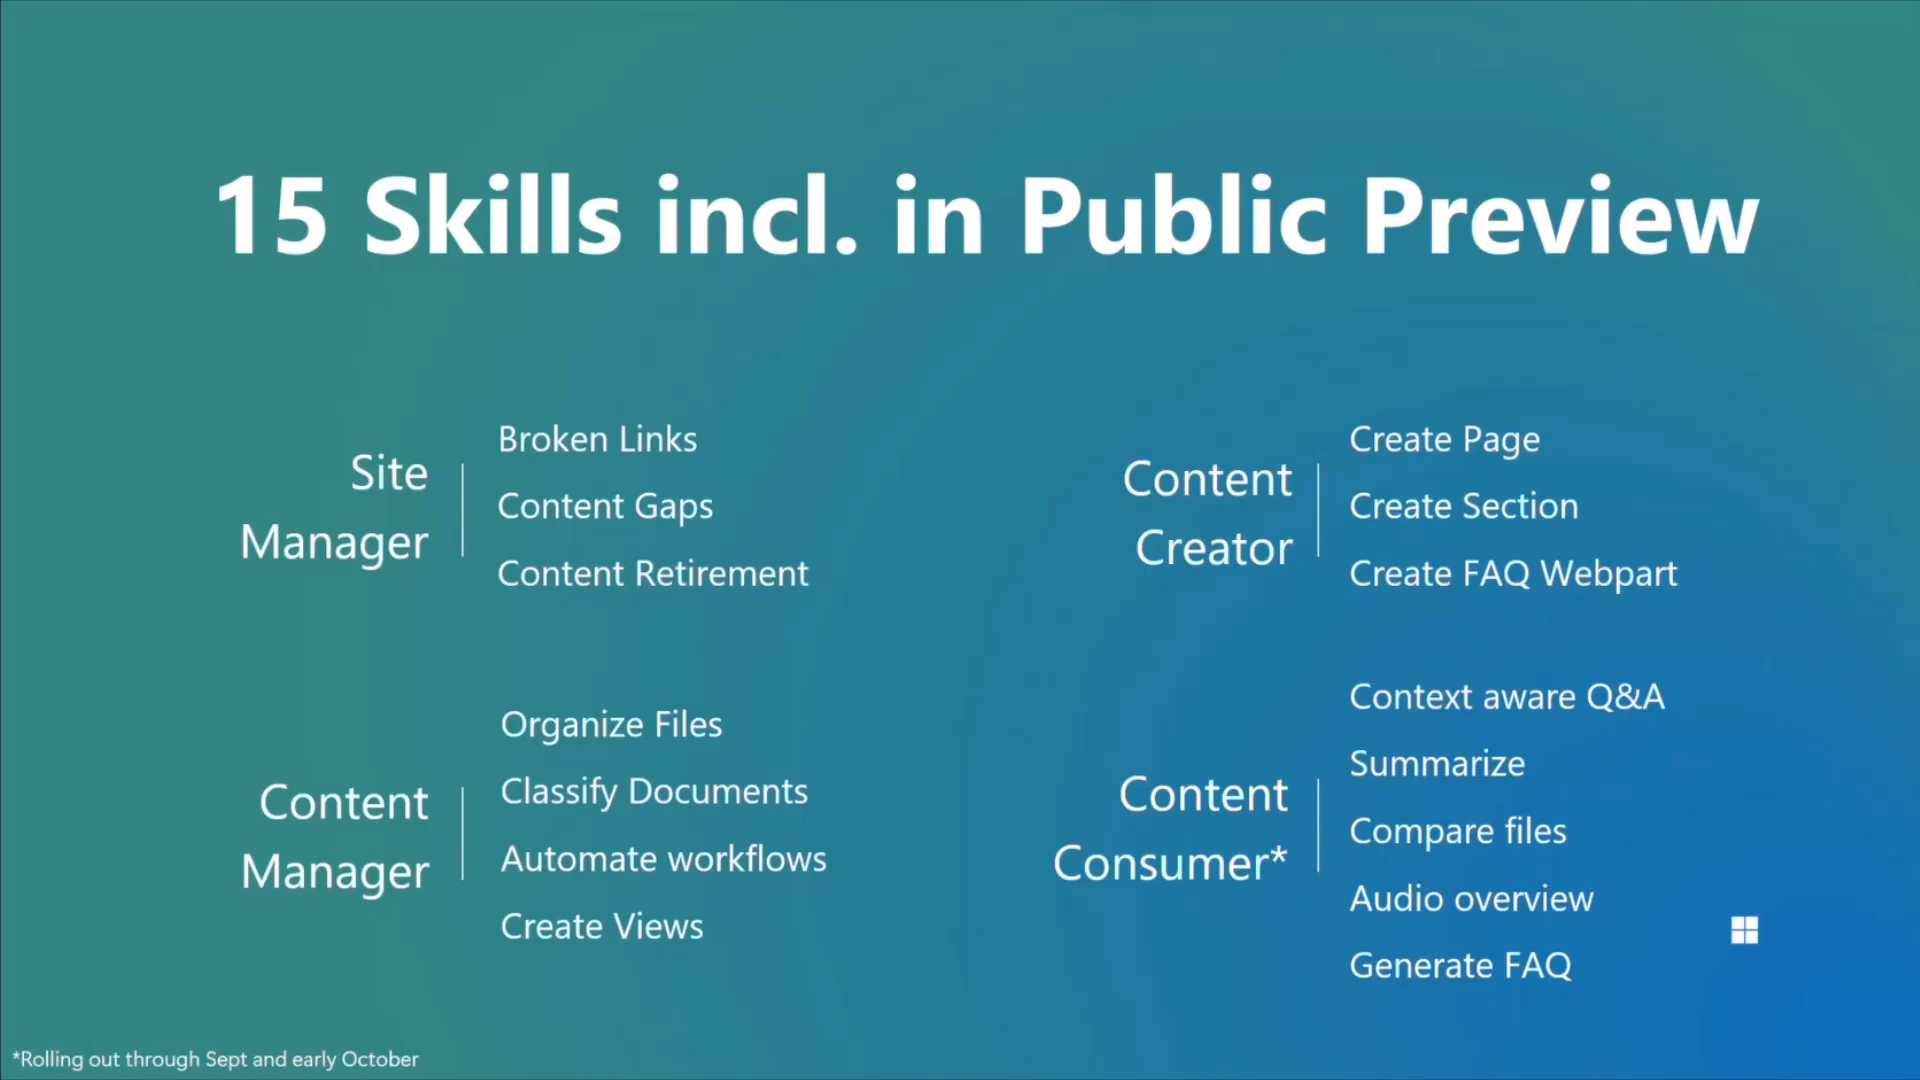 15 Skills incl. in Public Preview
Site
Manager
Broken Links
Content Gaps
Content Retirement
Content
Creator
Create Page
Create Section
Create FAQ Webpart
Content
Manager
Organize Files
Classify Documents
Automate workflows
Create Views
Content
Consumer*
Context aware Q&A
Summarize
Compare files
Audio overview
Generate FAQ
*Rolling out through Sept and early October